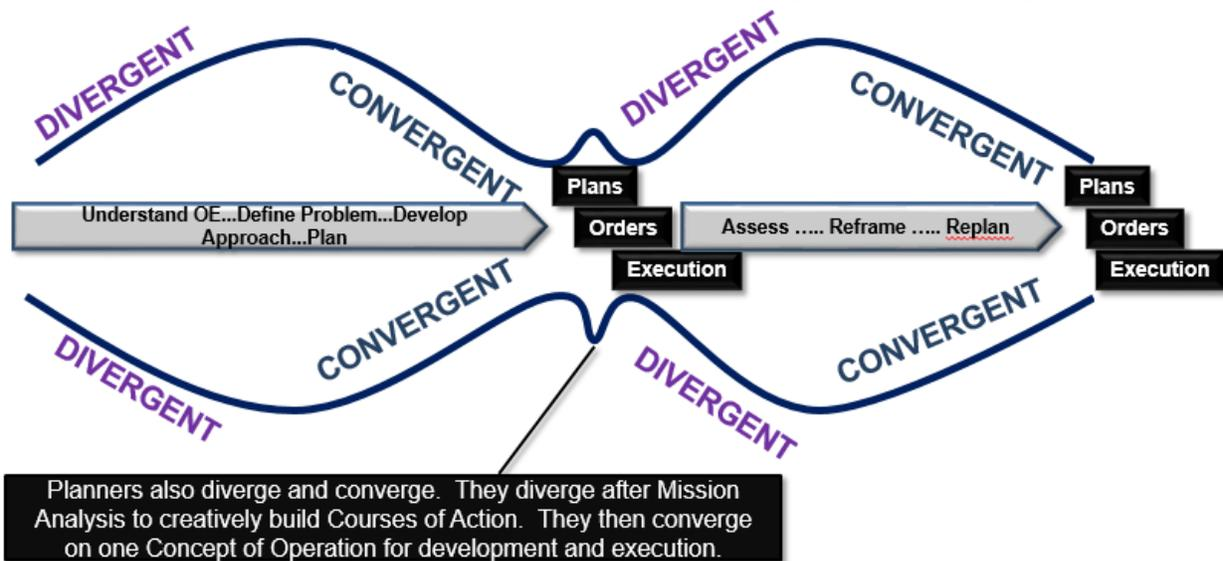 DIVERGENT
CONVERGENT
DIVERGENT
CONVERGENT
Understand OE...Define Problem...Develop
Approach...Plan
Plans
Orders
Execution
Assess ..... Reframe ..... Replan
Plans
Orders
Execution
DIVERGENT
CONVERGENT
DIVERGENT
CONVERGENT
Planners also diverge and converge.  They diverge after Mission
Analysis to creatively build Courses of Action.  They then converge
on one Concept of Operation for development and execution.